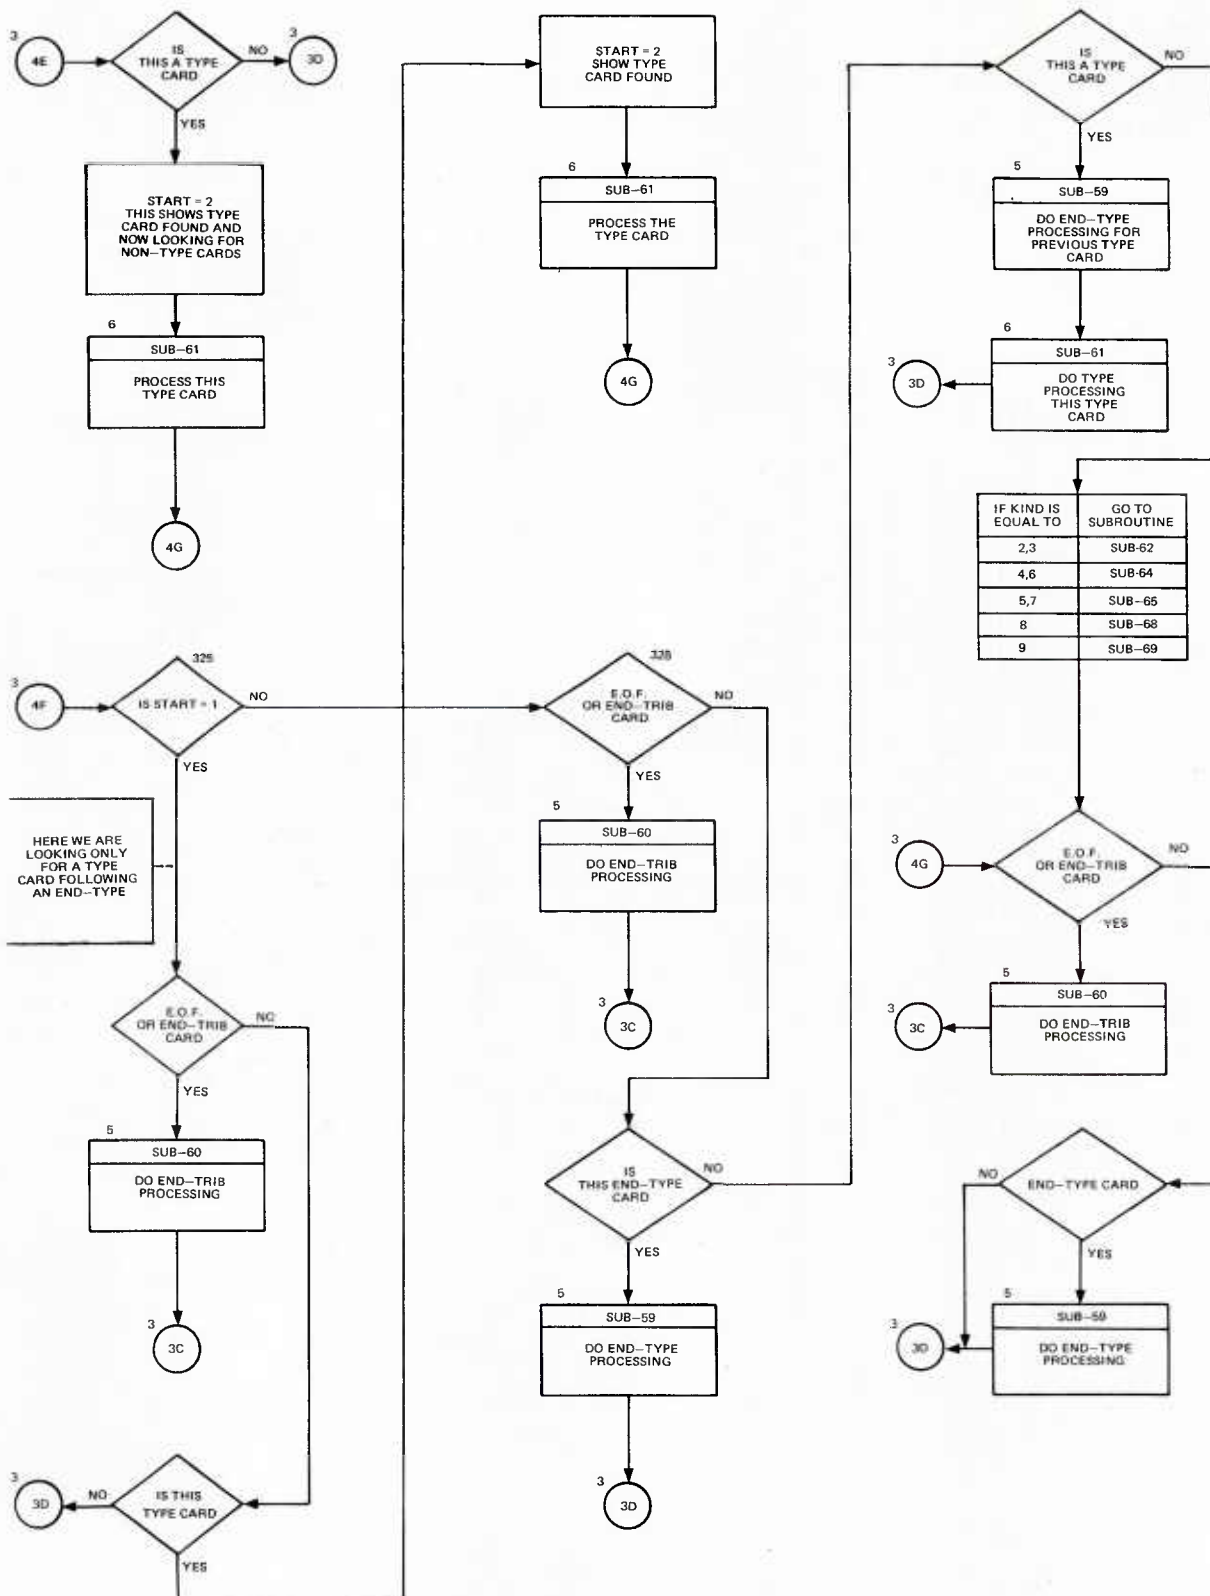 3
4E
IS
THIS A TYPE
CARD
NO
3
3D
YES
START = 2
THIS SHOWS TYPE
CARD FOUND AND
NOW LOOKING FOR
NON-TYPE CARDS
6
SUB-61
PROCESS THIS
TYPE CARD
4G
3
4F
325
IS START = 1
NO
YES
HERE WE ARE
LOOKING ONLY
FOR A TYPE
CARD FOLLOWING
AN END-TYPE
E.O.F.
OR END-TRIB
CARD
NO
YES
5
SUB-60
DO END-TRIB
PROCESSING
3
3C
3
3D
NO
IS THIS
TYPE CARD
YES
START = 2
SHOW TYPE
CARD FOUND
6
SUB-61
PROCESS THE
TYPE CARD
4G
328
E.O.F.
OR END-TRIB
CARD
NO
YES
5
SUB-60
DO END-TRIB
PROCESSING
3
3C
IS
THIS END-TYPE
CARD
NO
YES
5
SUB-59
DO END-TYPE
PROCESSING
3
3D
IS
THIS A TYPE
CARD
NO
YES
5
SUB-59
DO END-TYPE
PROCESSING FOR
PREVIOUS TYPE
CARD
6
SUB-61
DO TYPE
PROCESSING
THIS TYPE
CARD
3
3D
IF KIND IS
EQUAL TO
GO TO
SUBROUTINE
2,3 SUB-62
4,6 SUB-64
5,7 SUB-65
8 SUB-68
9 SUB-69
3
4G
E.O.F.
OR END-TRIB
CARD
NO
YES
5
SUB-60
DO END-TRIB
PROCESSING
3
3C
NO
END-TYPE CARD
YES
5
SUB-59
DO END-TYPE
PROCESSING
3
3D